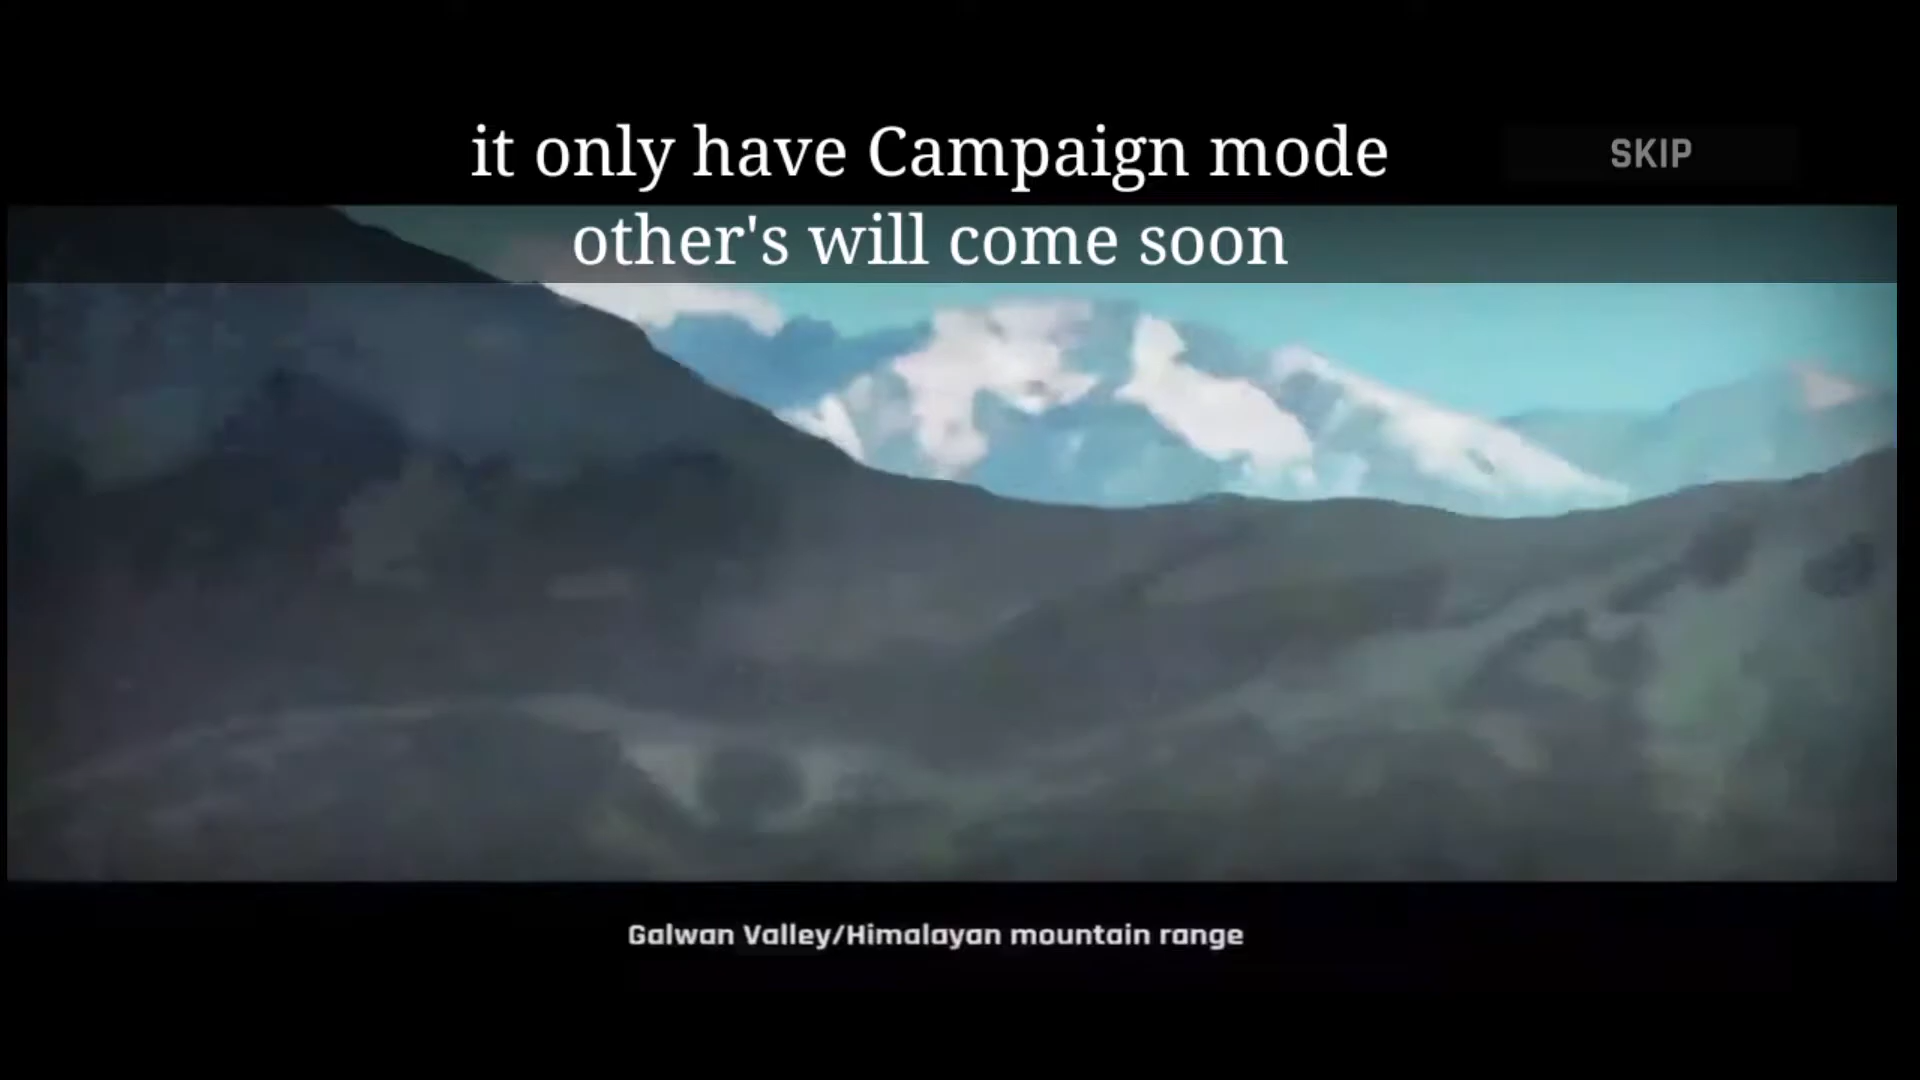 it only have Campaign mode
SKIP
other's will come soon
Galwan Valley/Himalayan mountain range